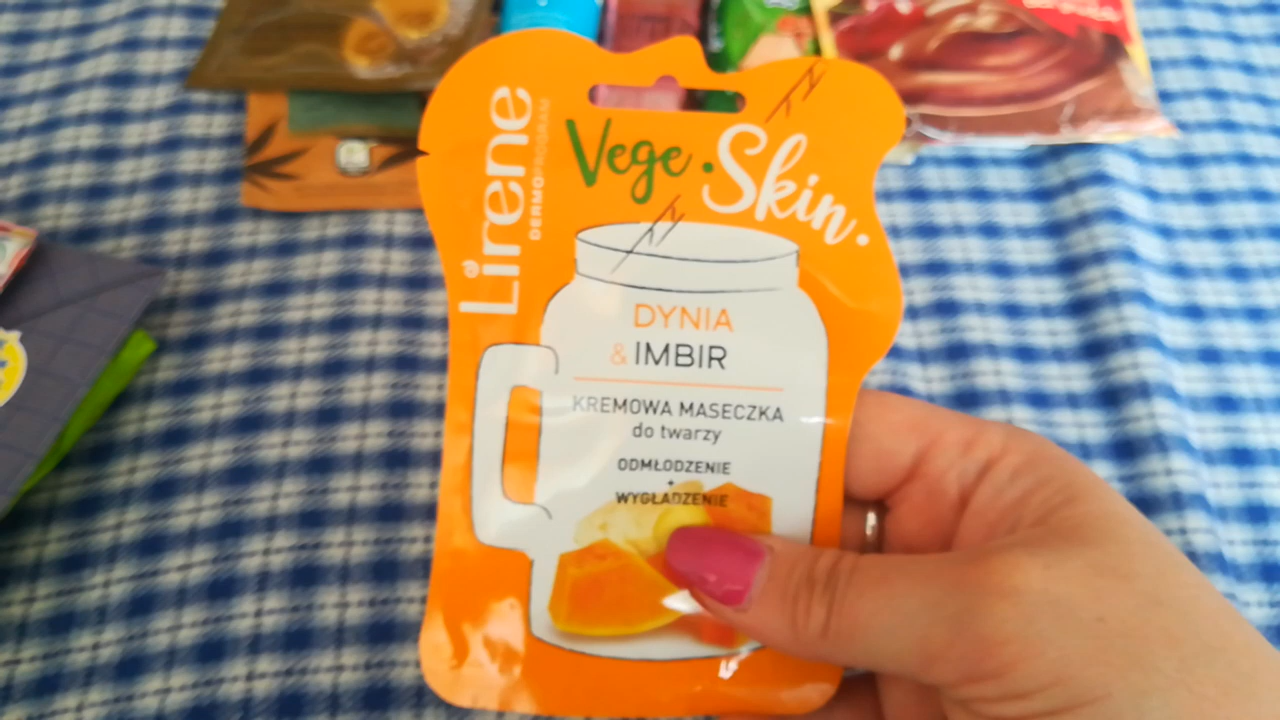 Lirene
DERMOPROGRAM
Vege.
Skin.
DYNIA
& IMBIR
KREMOWA MASECZKA
do twarzy
ODMŁODZENIE
+
WYGŁADZENIE